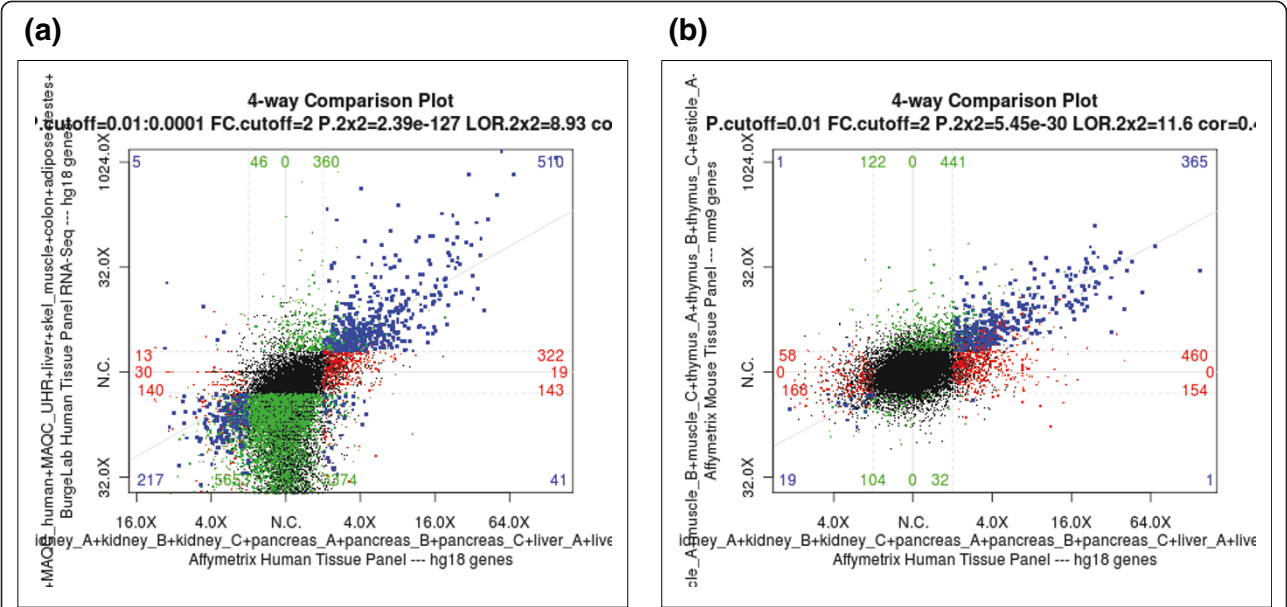 (a)
4-way Comparison Plot
P.cutoff=0.01:0.0001 FC.cutoff=2 P.2x2=2.39e-127 LOR.2x2=8.93 co
+MAQC_human+MAQC_UHR+liver+skel_muscle+colon+adipose+testes+
BurgeLab Human Tissue Panel RNA-Seq --- hg18 genes
1024.0X
32.0X
N.C.
32.0X
5 46 0 360 510
13 322
30 19
140 143
217 41
16.0X 4.0X N.C. 4.0X 16.0X 64.0X
idney_A+kidney_B+kidney_C+pancreas_A+pancreas_B+pancreas_C+liver_A+live
Affymetrix Human Tissue Panel --- hg18 genes
(b)
4-way Comparison Plot
P.cutoff=0.01 FC.cutoff=2 P.2x2=5.45e-30 LOR.2x2=11.6 cor=0.4
cle_A+muscle_B+muscle_C+thymus_A+thymus_B+thymus_C+testicle_A-
Affymetrix Mouse Tissue Panel --- mm9 genes
1024.0X
32.0X
N.C.
32.0X
1 122 0 441 365
58 460
0 0
168 154
19 104 0 32 1
4.0X N.C. 4.0X 16.0X 64.0X
idney_A+kidney_B+kidney_C+pancreas_A+pancreas_B+pancreas_C+liver_A+live
Affymetrix Human Tissue Panel --- hg18 genes